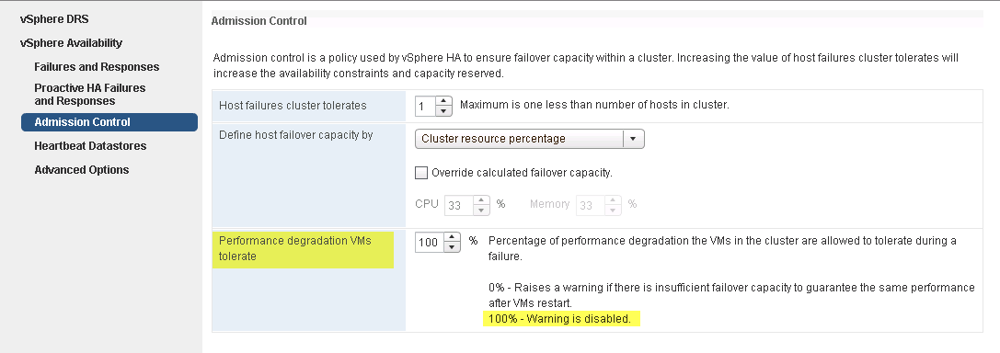 vSphere DRS
vSphere Availability
Failures and Responses
Proactive HA Failures
and Responses
Admission Control
Heartbeat Datastores
Advanced Options
Admission Control
Admission control is a policy used by vSphere HA to ensure failover capacity within a cluster. Increasing the value of host failures cluster tolerates will
increase the availability constraints and capacity reserved.
Host failures cluster tolerates
1 Maximum is one less than number of hosts in cluster.
Define host failover capacity by
Cluster resource percentage
Override calculated failover capacity.
CPU 33 % Memory 33 %
Performance degradation VMs
tolerate
100 % Percentage of performance degradation the VMs in the cluster are allowed to tolerate during a
failure.
0% - Raises a warning if there is insufficient failover capacity to guarantee the same performance
after VMs restart.
100% - Warning is disabled.